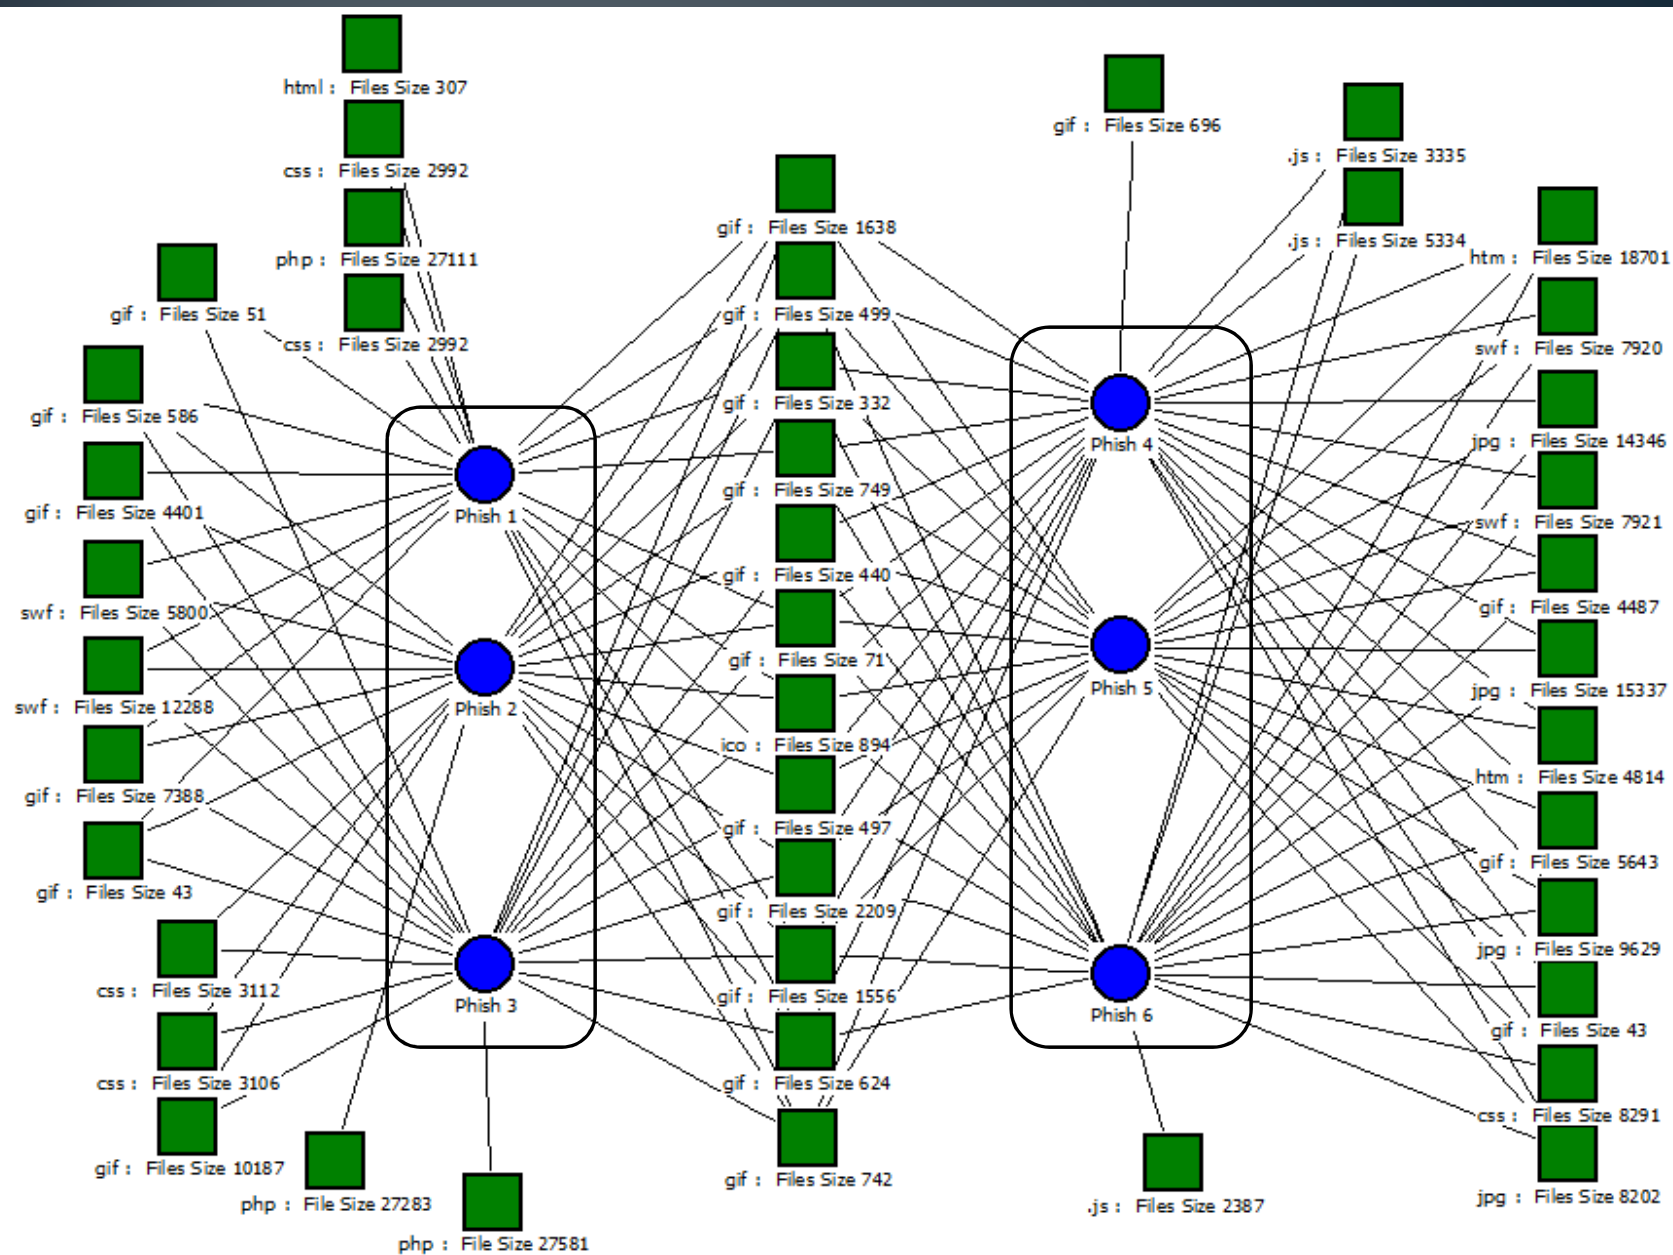 html :  Files Size 307
css :  Files Size 2992
php :  Files Size 27111
css :  Files Size 2992
gif :  Files Size 51
gif :  Files Size 586
gif :  Files Size 4401
swf :  Files Size 5800
swf :  Files Size 12288
gif :  Files Size 7388
gif :  Files Size 43
css :  Files Size 3112
css :  Files Size 3106
gif :  Files Size 10187
php :  File Size 27283
php :  File Size 27581
Phish 1
Phish 2
Phish 3
gif :  Files Size 1638
gif :  Files Size 499
gif :  Files Size 332
gif :  Files Size 749
gif :  Files Size 440
gif :  Files Size 71
ico :  Files Size 894
gif :  Files Size 497
gif :  Files Size 2209
gif :  Files Size 1556
gif :  Files Size 624
gif :  Files Size 742
gif :  Files Size 696
Phish 4
Phish 5
Phish 6
.js :  Files Size 2387
.js :  Files Size 3335
.js :  Files Size 5334
htm :  Files Size 18701
swf :  Files Size 7920
jpg :  Files Size 14346
swf :  Files Size 7921
gif :  Files Size 4487
jpg :  Files Size 15337
htm :  Files Size 4814
gif :  Files Size 5643
jpg :  Files Size 9629
gif :  Files Size 43
css :  Files Size 8291
jpg :  Files Size 8202